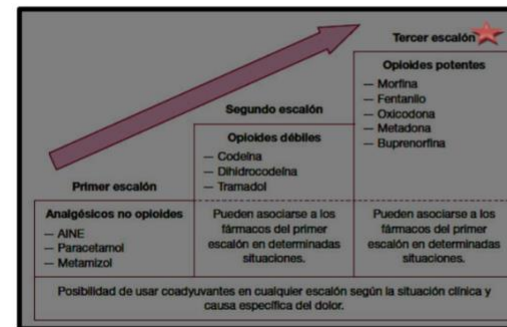 Tercer escalón
Opioides potentes
— Morfina
— Fentanilo
— Oxicodona
— Metadona
— Buprenorfina
Segundo escalón
Opioides débiles
— Codeína
— Dihidrocodeína
— Tramadol
Primer escalón
Analgésicos no opioides
— AINE
— Paracetamol
— Metamizol
Pueden asociarse a los
fármacos del primer
escalón en determinadas
situaciones.
Pueden asociarse a los
fármacos del primer
escalón en determinadas
situaciones.
Posibilidad de usar coadyuvantes en cualquier escalón según la situación clínica y
causa específica del dolor.